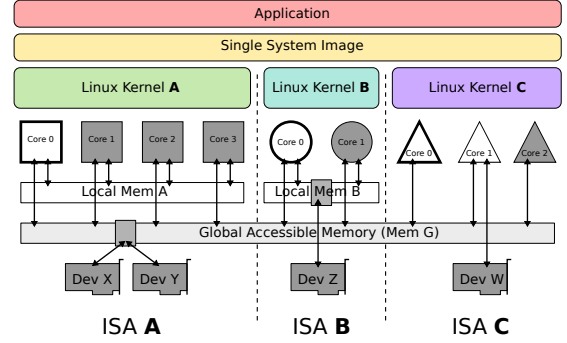 Application
Single System Image
Linux Kernel A
Linux Kernel B
Linux Kernel C
Core 0
Core 1
Core 2
Core 3
Core 0
Core 1
Core 0
Core 1
Core 2
Local Mem A
Local Mem B
Global Accessible Memory (Mem G)
Dev X
Dev Y
Dev Z
Dev W
ISA A
ISA B
ISA C